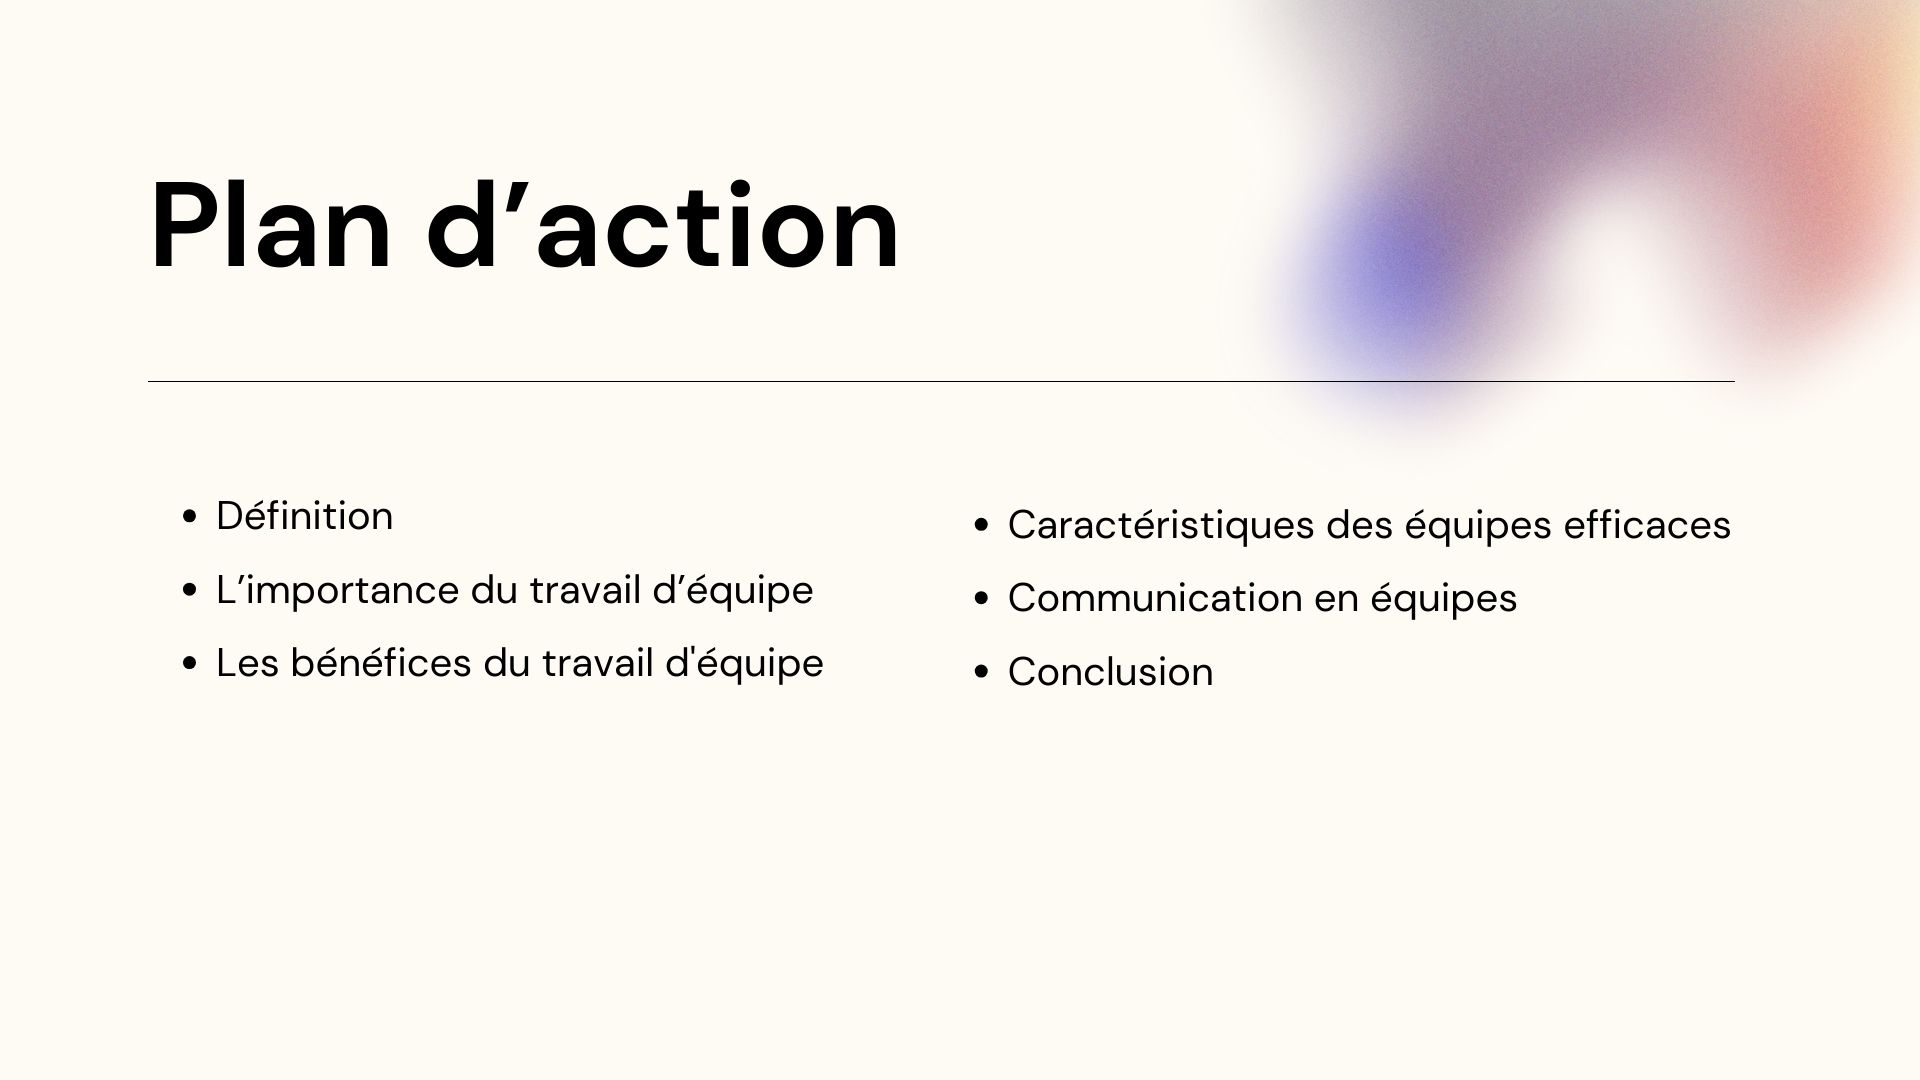 Plan d’action
• Définition
• L’importance du travail d’équipe
• Les bénéfices du travail d'équipe
• Caractéristiques des équipes efficaces
• Communication en équipes
• Conclusion